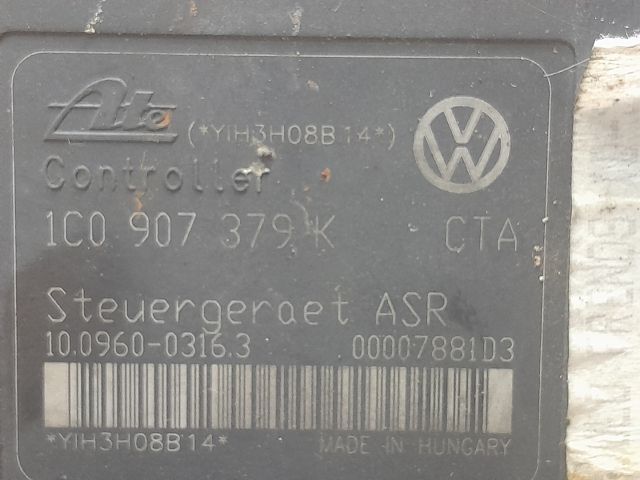 Ate (*YIH3H08B14*)
Controller
1C0 907 379 K CTA
Steuergeraet ASR
10.0960-0316.3 00007881D3
*YIH3H08B14* MADE IN HUNGARY